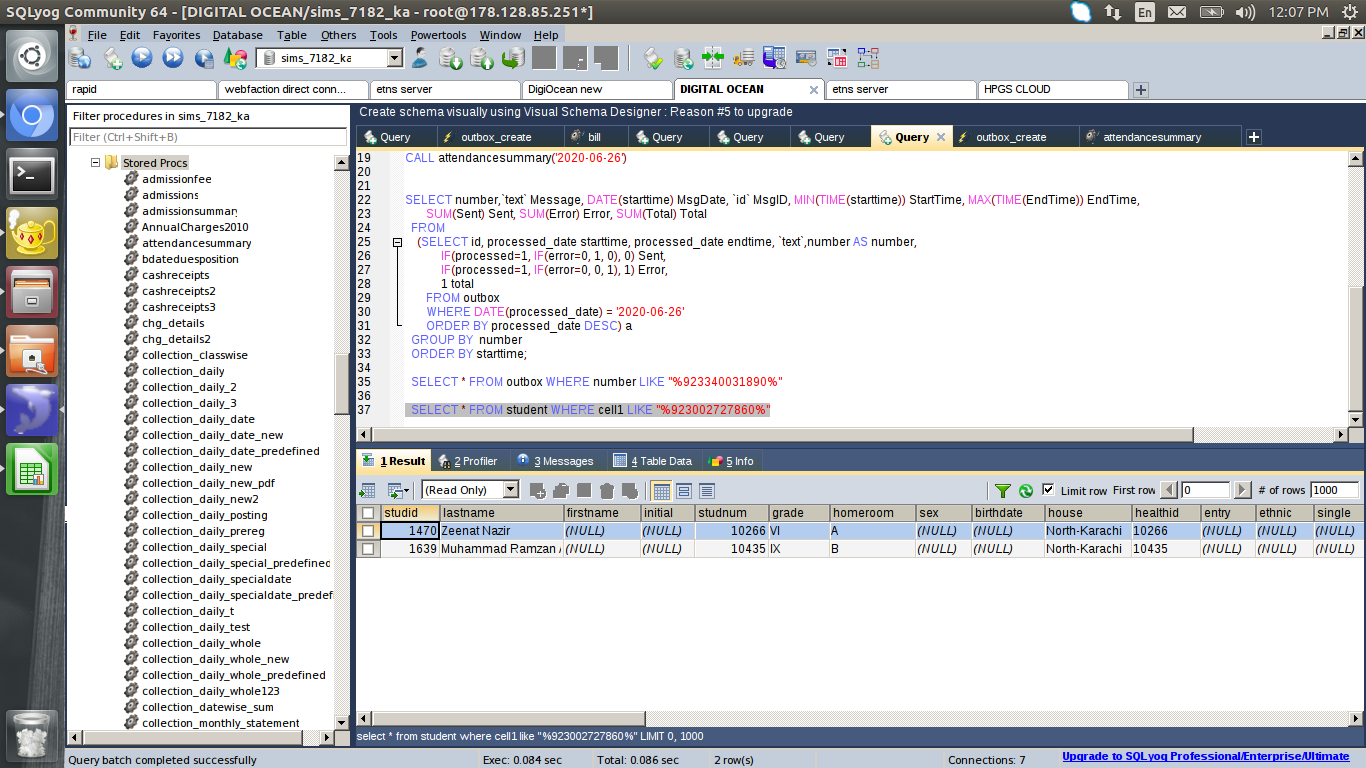 SQLyog Community 64 - [DIGITAL OCEAN/sims_7182_ka - root@178.128.85.251*]
En
12:07 PM
File Edit Favorites Database Table Others Tools Powertools Window Help
sims_7182_ka
rapid
webfaction direct conn...
etns server
DigiOcean new
DIGITAL OCEAN
etns server
HPGS CLOUD
Filter procedures in sims_7182_ka
Filter (Ctrl+Shift+B)
Stored Procs
admissionfee
admissions
admissionsummary
AnnualCharges2010
attendancesummary
bdateduesposition
cashreceipts
cashreceipts2
cashreceipts3
chg_details
chg_details2
collection_classwise
collection_daily
collection_daily_2
collection_daily_3
collection_daily_date
collection_daily_date_new
collection_daily_date_predefined
collection_daily_new
collection_daily_new_pdf
collection_daily_new2
collection_daily_posting
collection_daily_prereg
collection_daily_special
collection_daily_special_predefined
collection_daily_specialdate
collection_daily_specialdate_predef
collection_daily_t
collection_daily_test
collection_daily_whole
collection_daily_whole_new
collection_daily_whole_predefined
collection_daily_whole123
collection_datewise_sum
collection_monthly_statement
Create schema visually using Visual Schema Designer : Reason #5 to upgrade
Query
outbox_create
bill
Query
Query
Query
Query
outbox_create
attendancesummary
19 CALL attendancesummary('2020-06-26')
20
21
22 SELECT number,`text` Message, DATE(starttime) MsgDate, `id` MsgID, MIN(TIME(starttime)) StartTime, MAX(TIME(EndTime)) EndTime,
23 SUM(Sent) Sent, SUM(Error) Error, SUM(Total) Total
24 FROM
25 (SELECT id, processed_date starttime, processed_date endtime, `text`,number AS number,
26 IF(processed=1, IF(error=0, 1, 0), 0) Sent,
27 IF(processed=1, IF(error=0, 0, 1), 1) Error,
28 1 total
29 FROM outbox
30 WHERE DATE(processed_date) = '2020-06-26'
31 ORDER BY processed_date DESC) a
32 GROUP BY number
33 ORDER BY starttime;
34
35 SELECT * FROM outbox WHERE number LIKE "%923340031890%"
36
37 SELECT * FROM student WHERE cell1 LIKE "%923002727860%"
1 Result 2 Profiler 3 Messages 4 Table Data 5 Info
(Read Only) Limit row First row 0 # of rows 1000
studid lastname firstname initial studnum grade homeroom sex birthdate house healthid entry ethnic single
1470 Zeenat Nazir (NULL) (NULL) 10266 VI A (NULL) (NULL) North-Karachi 10266 (NULL) (NULL) (NULL)
1639 Muhammad Ramzan (NULL) (NULL) 10435 IX B (NULL) (NULL) North-Karachi 10435 (NULL) (NULL) (NULL)
select * from student where cell1 like "%923002727860%" LIMIT 0, 1000
Query batch completed successfully Exec: 0.084 sec Total: 0.086 sec 2 row(s) Connections: 7 Upgrade to SQLyog Professional/Enterprise/Ultimate